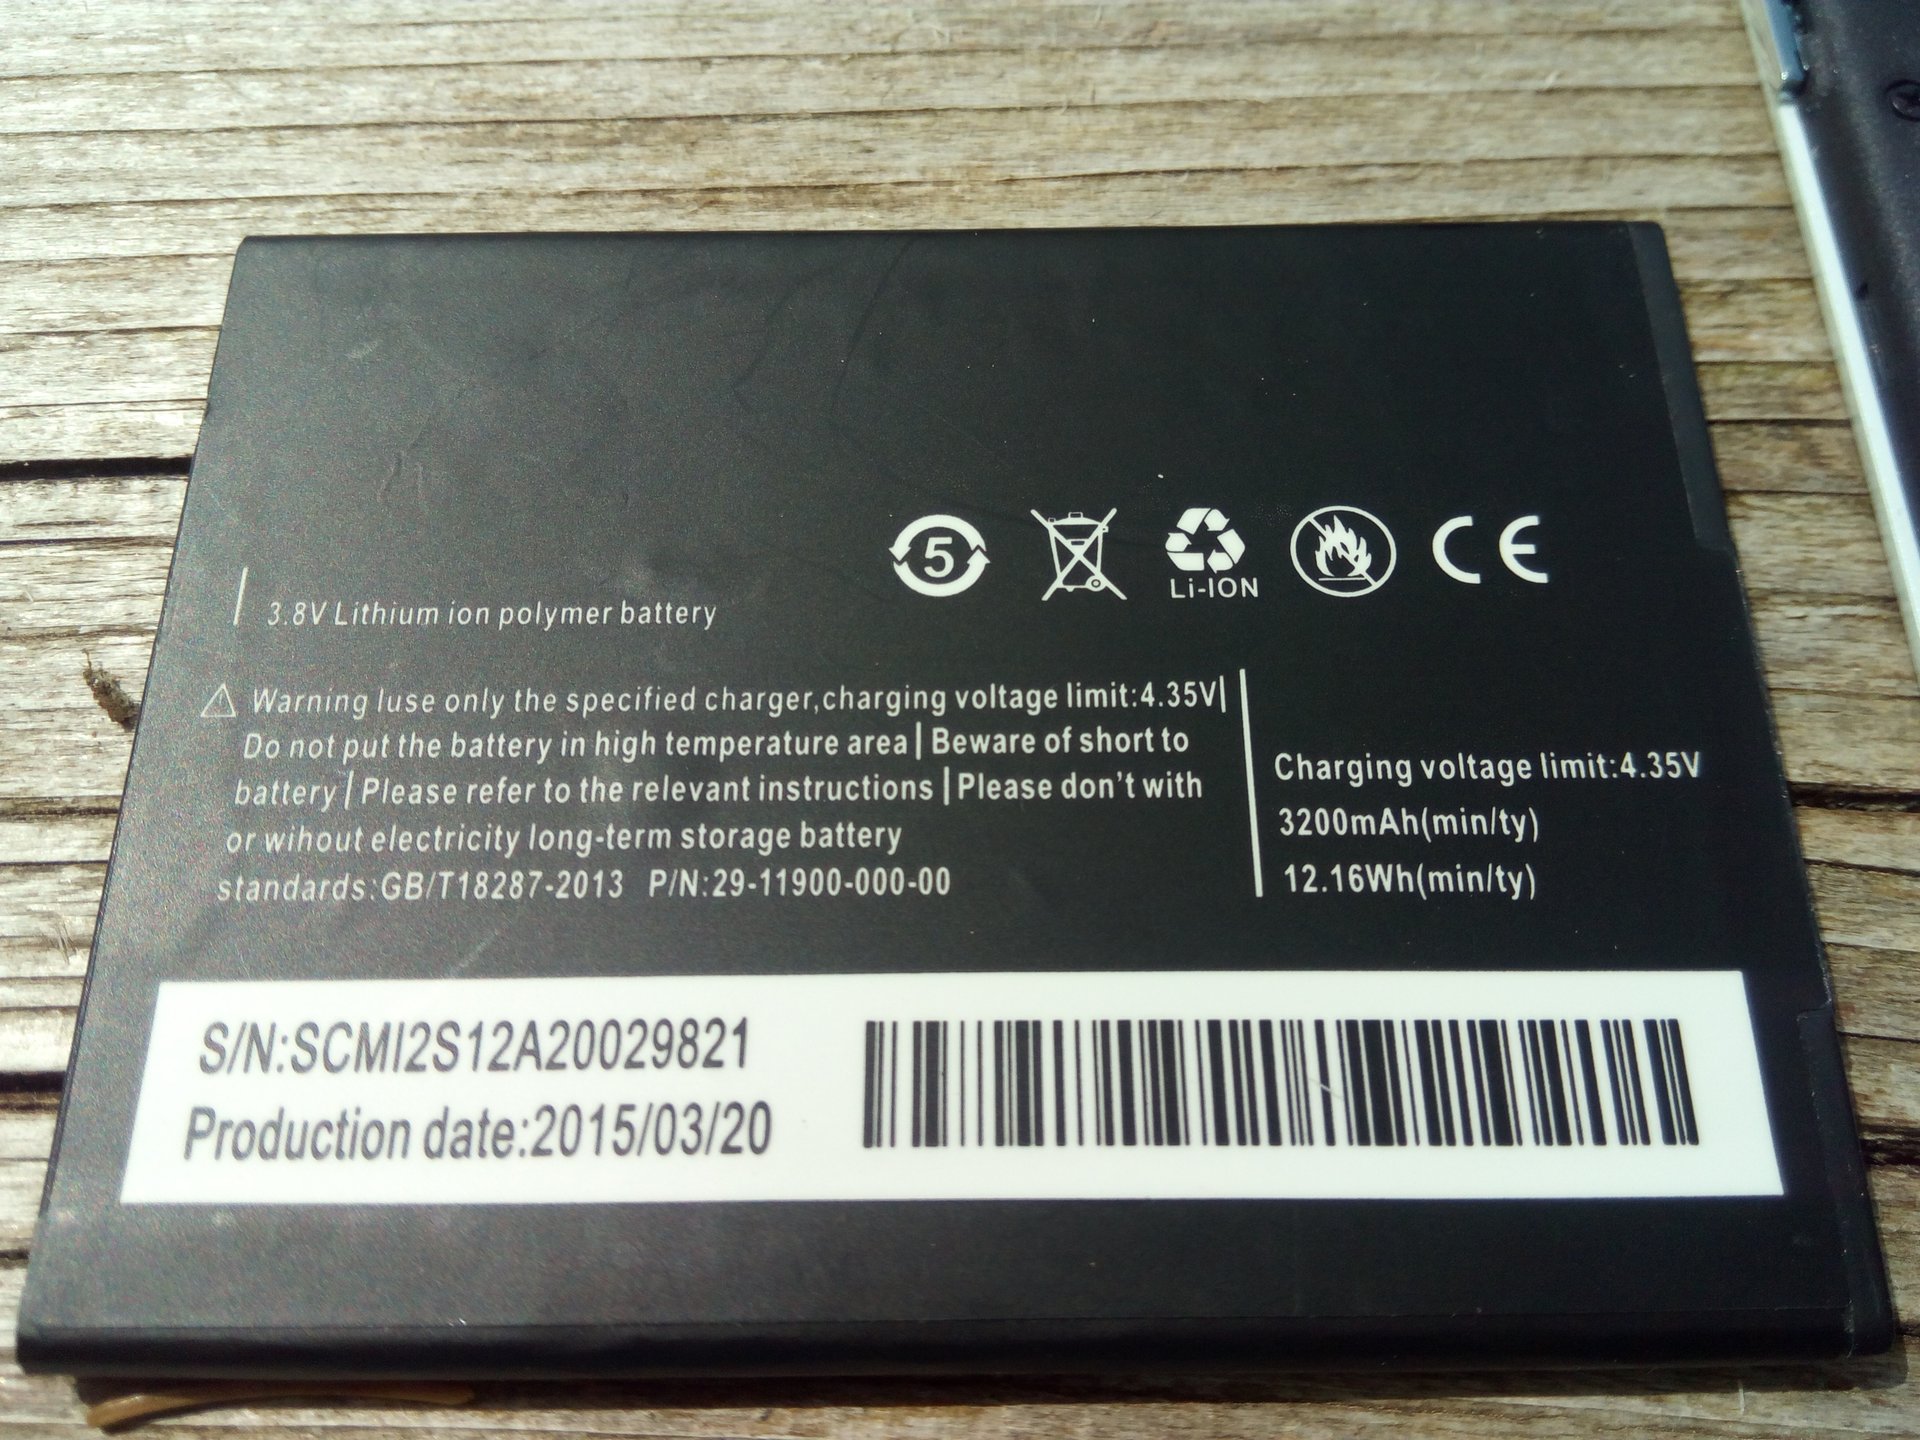 5
Li-ION
CE
3.8V Lithium ion polymer battery
Warning |use only the specified charger,charging voltage limit:4.35V|
Do not put the battery in high temperature area|Beware of short to
battery|Please refer to the relevant instructions|Please don't with
or wihout electricity long-term storage battery
standards:GB/T18287-2013 P/N:29-11900-000-00
Charging voltage limit:4.35V
3200mAh(min/ty)
12.16Wh(min/ty)
S/N:SCMI2S12A20029821
Production date:2015/03/20